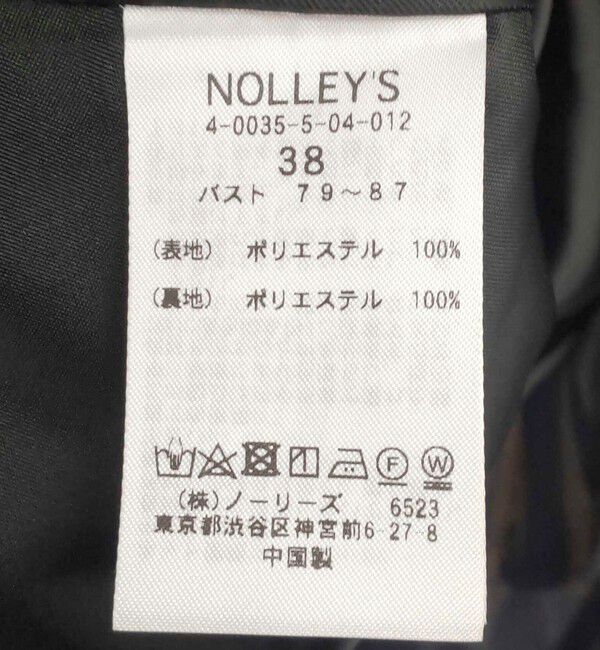 NOLLEY'S
4-0035-5-04-012
38
バスト 79～87
(表地) ポリエステル 100%
(裏地) ポリエステル 100%
F W
(株)ノーリーズ 6523
東京都渋谷区神宮前6-27-8
中国製